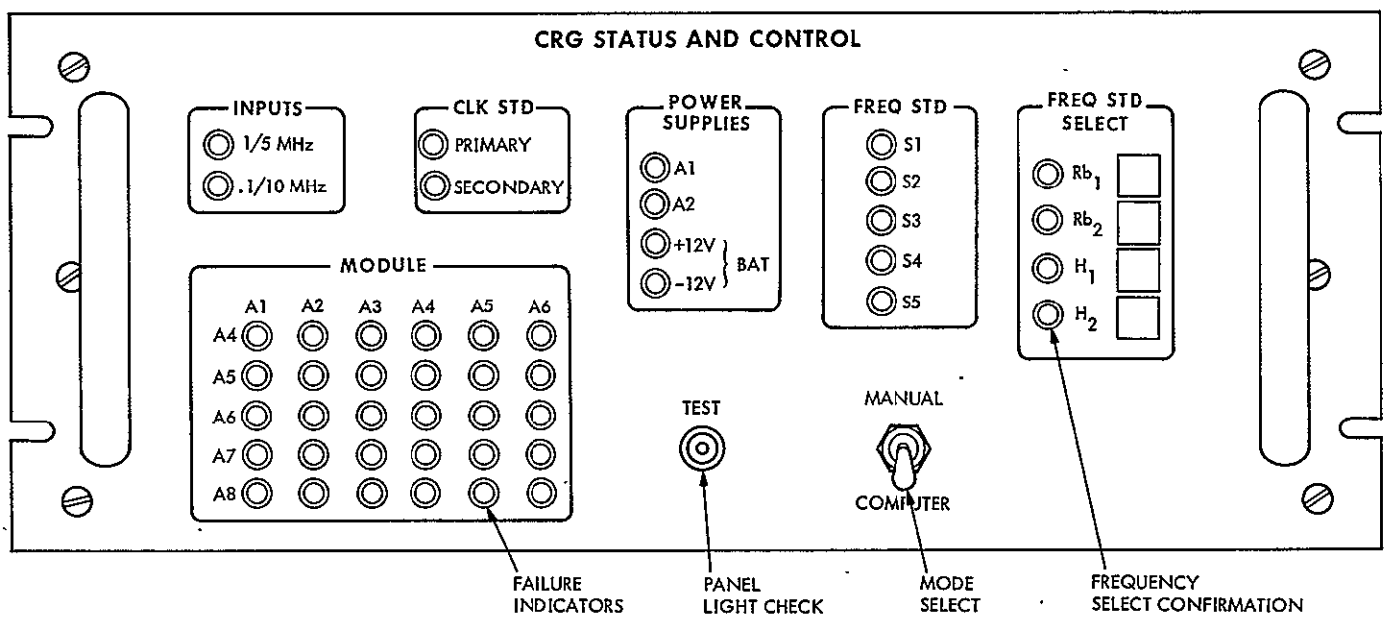 CRG STATUS AND CONTROL
INPUTS
1/5 MHz
.1/10 MHz
CLK STD
PRIMARY
SECONDARY
POWER
SUPPLIES
A1
A2
+12V
-12V
BAT
FREQ STD
S1
S2
S3
S4
S5
FREQ STD
SELECT
Rb1
Rb2
H1
H2
MODULE
A1 A2 A3 A4 A5 A6
A4
A5
A6
A7
A8
TEST
MANUAL
COMPUTER
FAILURE
INDICATORS
PANEL
LIGHT CHECK
MODE
SELECT
FREQUENCY
SELECT CONFIRMATION